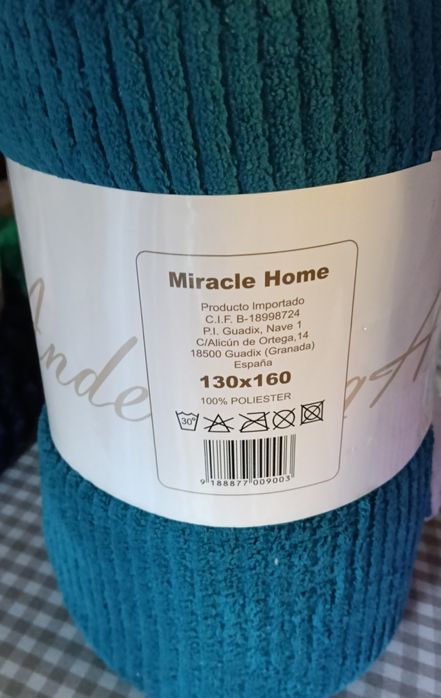 Miracle Home
Producto Importado
C.I.F. B-18998724
P.I. Guadix, Nave 1
C/Alicún de Ortega,14
18500 Guadix (Granada)
España
130x160
100% POLIESTER
30°
9 188877 009003
Ande